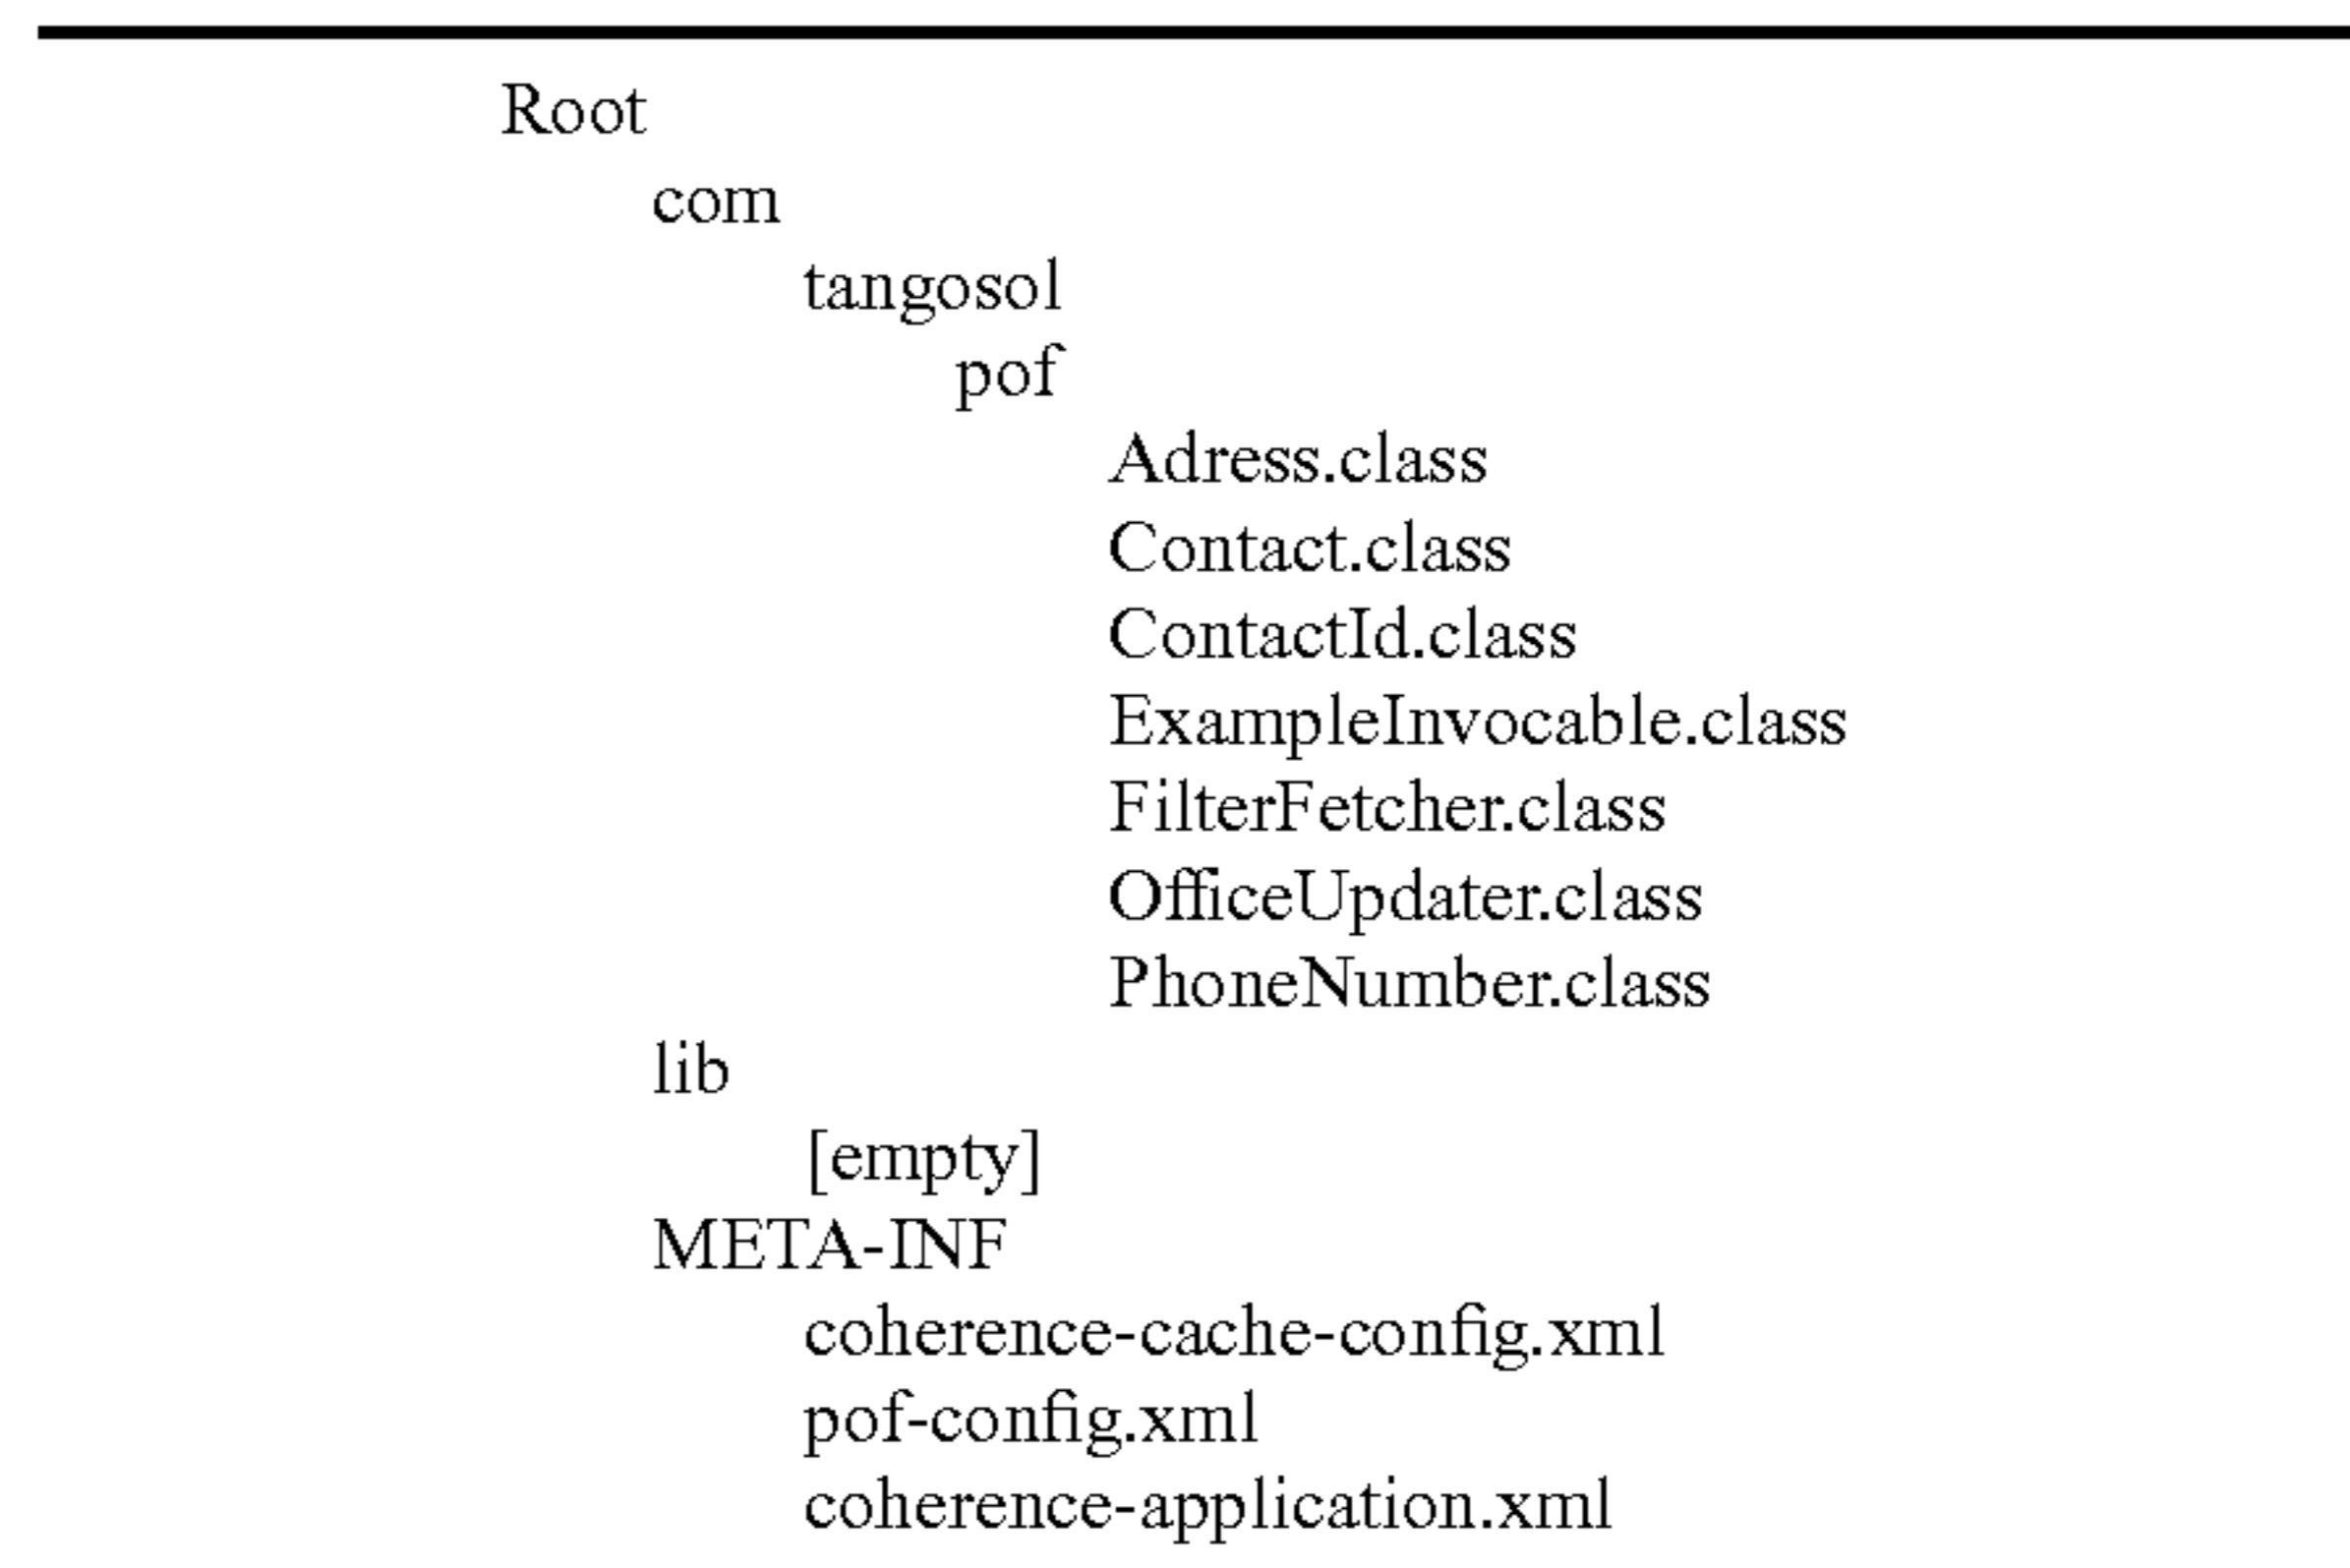 Root
com
tangosol
pof
Adress.class
Contact.class
ContactId.class
ExampleInvocable.class
FilterFetcher.class
OfficeUpdater.class
PhoneNumber.class
lib
[empty]
META-INF
coherence-cache-config.xml
pof-config.xml
coherence-application.xml